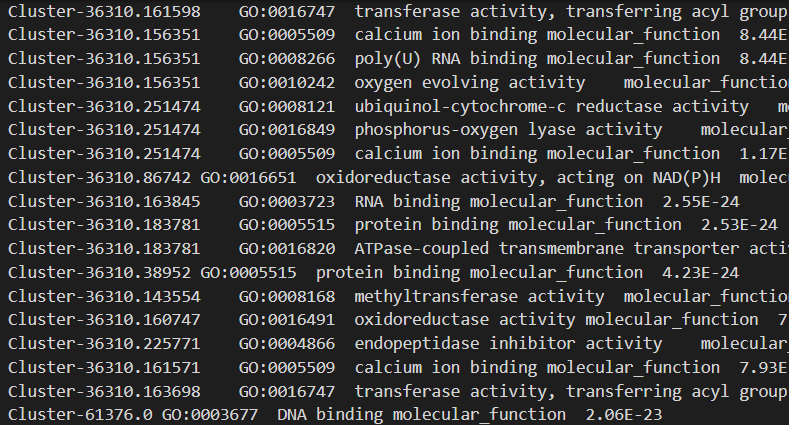 Cluster-36310.161598 GO:0016747 transferase activity, transferring acyl group
Cluster-36310.156351 GO:0005509 calcium ion binding molecular_function 8.44E
Cluster-36310.156351 GO:0008266 poly(U) RNA binding molecular_function 8.44E
Cluster-36310.156351 GO:0010242 oxygen evolving activity molecular_functio
Cluster-36310.251474 GO:0008121 ubiquinol-cytochrome-c reductase activity m
Cluster-36310.251474 GO:0016849 phosphorus-oxygen lyase activity molecular_
Cluster-36310.251474 GO:0005509 calcium ion binding molecular_function 1.17E
Cluster-36310.86742 GO:0016651 oxidoreductase activity, acting on NAD(P)H molec
Cluster-36310.163845 GO:0003723 RNA binding molecular_function 2.55E-24
Cluster-36310.183781 GO:0005515 protein binding molecular_function 2.53E-24
Cluster-36310.183781 GO:0016820 ATPase-coupled transmembrane transporter acti
Cluster-36310.38952 GO:0005515 protein binding molecular_function 4.23E-24
Cluster-36310.143554 GO:0008168 methyltransferase activity molecular_functio
Cluster-36310.160747 GO:0016491 oxidoreductase activity molecular_function 7
Cluster-36310.225771 GO:0004866 endopeptidase inhibitor activity molecular_
Cluster-36310.161571 GO:0005509 calcium ion binding molecular_function 7.93E
Cluster-36310.163698 GO:0016747 transferase activity, transferring acyl group
Cluster-61376.0 GO:0003677 DNA binding molecular_function 2.06E-23